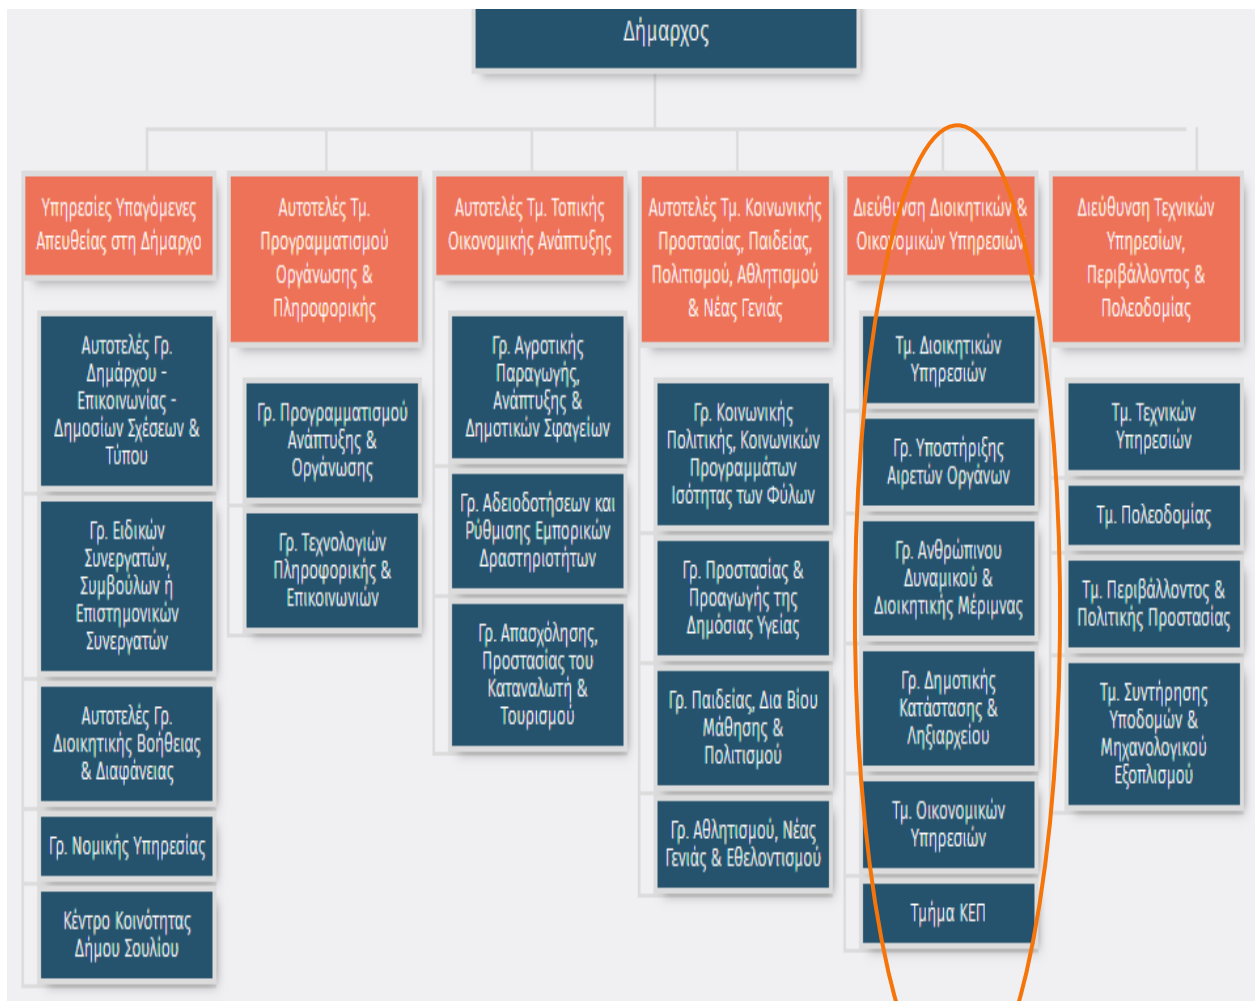 Δήμαρχος
Υπηρεσίες Υπαγόμενες
Απευθείας στη Δήμαρχο
Αυτοτελές Γρ.
Δημάρχου -
Επικοινωνίας -
Δημοσίων Σχέσεων &
Τύπου
Γρ. Ειδικών
Συνεργατών,
Συμβούλων ή
Επιστημονικών
Συνεργατών
Αυτοτελές Γρ.
Διοικητικής Βοήθειας
& Διαφάνειας
Γρ. Νομικής Υπηρεσίας
Κέντρο Κοινότητας
Δήμου Σουλίου
Αυτοτελές Τμ.
Προγραμματισμού
Οργάνωσης &
Πληροφορικής
Γρ. Προγραμματισμού
Ανάπτυξης &
Οργάνωσης
Γρ. Τεχνολογιών
Πληροφορικής &
Επικοινωνιών
Αυτοτελές Τμ. Τοπικής
Οικονομικής Ανάπτυξης
Γρ. Αγροτικής
Παραγωγής,
Ανάπτυξης &
Δημοτικών Σφαγείων
Γρ. Αδειοδοτήσεων και
Ρύθμισης Εμπορικών
Δραστηριοτήτων
Γρ. Απασχόλησης,
Προστασίας του
Καταναλωτή &
Τουρισμού
Αυτοτελές Τμ. Κοινωνικής
Προστασίας, Παιδείας,
Πολιτισμού, Αθλητισμού
& Νέας Γενιάς
Γρ. Κοινωνικής
Πολιτικής, Κοινωνικών
Προγραμμάτων
Ισότητας των Φύλων
Γρ. Προστασίας &
Προαγωγής της
Δημόσιας Υγείας
Γρ. Παιδείας, Δια Βίου
Μάθησης &
Πολιτισμού
Γρ. Αθλητισμού, Νέας
Γενιάς & Εθελοντισμού
Διεύθυνση Διοικητικών &
Οικονομικών Υπηρεσιών
Τμ. Διοικητικών
Υπηρεσιών
Γρ. Υποστήριξης
Αιρετών Οργάνων
Γρ. Ανθρώπινου
Δυναμικού &
Διοικητικής Μέριμνας
Γρ. Δημοτικής
Κατάστασης &
Ληξιαρχείου
Τμ. Οικονομικών
Υπηρεσιών
Τμήμα ΚΕΠ
Διεύθυνση Τεχνικών
Υπηρεσίων,
Περιβάλλοντος &
Πολεοδομίας
Τμ. Τεχνικών
Υπηρεσιών
Τμ. Πολεοδομίας
Τμ. Περιβάλλοντος &
Πολιτικής Προστασίας
Τμ. Συντήρησης
Υποδομών &
Μηχανολογικού
Εξοπλισμού